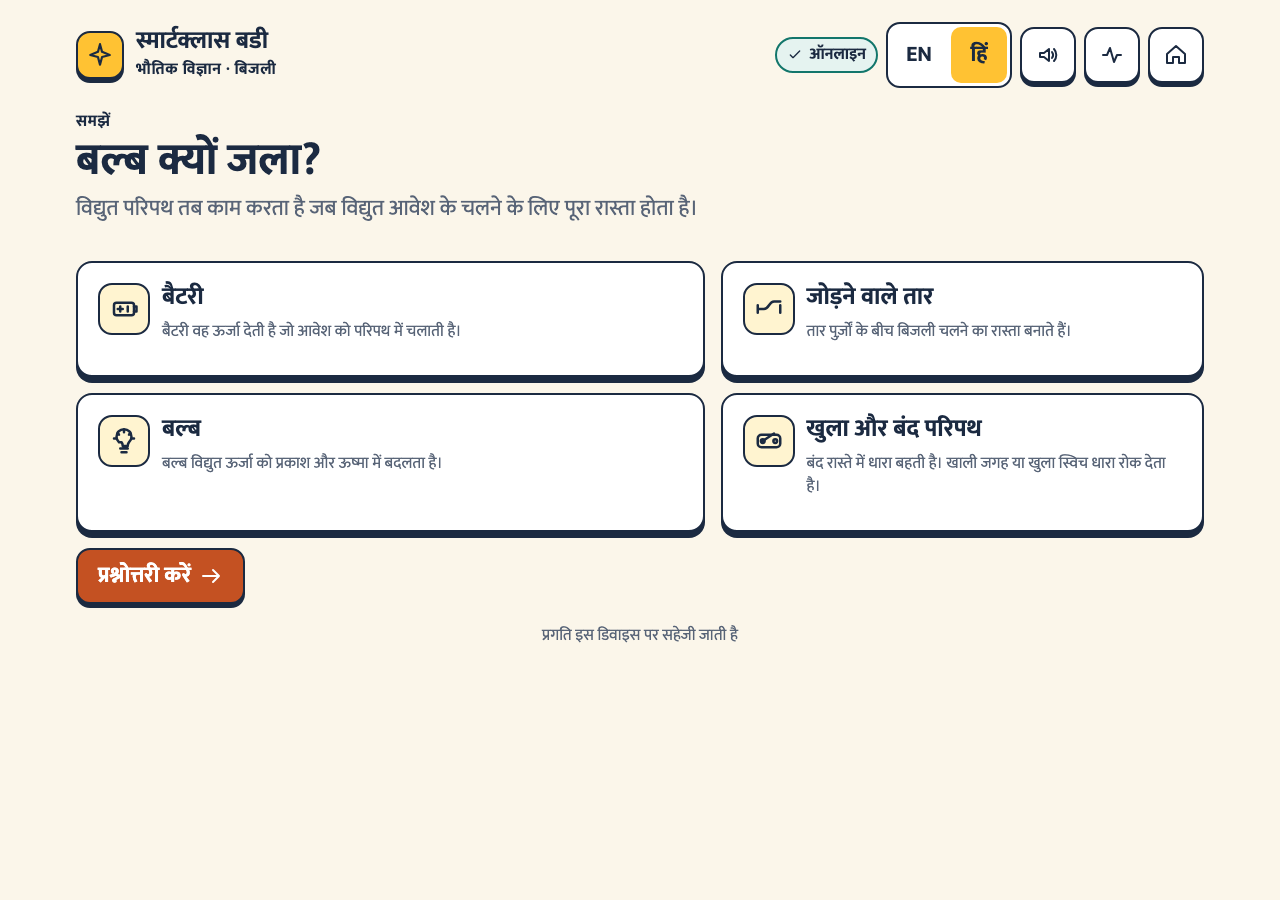 स्मार्टक्लास बडी
भौतिक विज्ञान · बिजली
ऑनलाइन
EN
हिं
समझें
बल्ब क्यों जला?
विद्युत परिपथ तब काम करता है जब विद्युत आवेश के चलने के लिए पूरा रास्ता होता है।
बैटरी
बैटरी वह ऊर्जा देती है जो आवेश को परिपथ में चलाती है।
जोड़ने वाले तार
तार पुर्ज़ों के बीच बिजली चलने का रास्ता बनाते हैं।
बल्ब
बल्ब विद्युत ऊर्जा को प्रकाश और ऊष्मा में बदलता है।
खुला और बंद परिपथ
बंद रास्ते में धारा बहती है। खाली जगह या खुला स्विच धारा रोक देता
है।
प्रश्नोत्तरी करें
प्रगति इस डिवाइस पर सहेजी जाती है